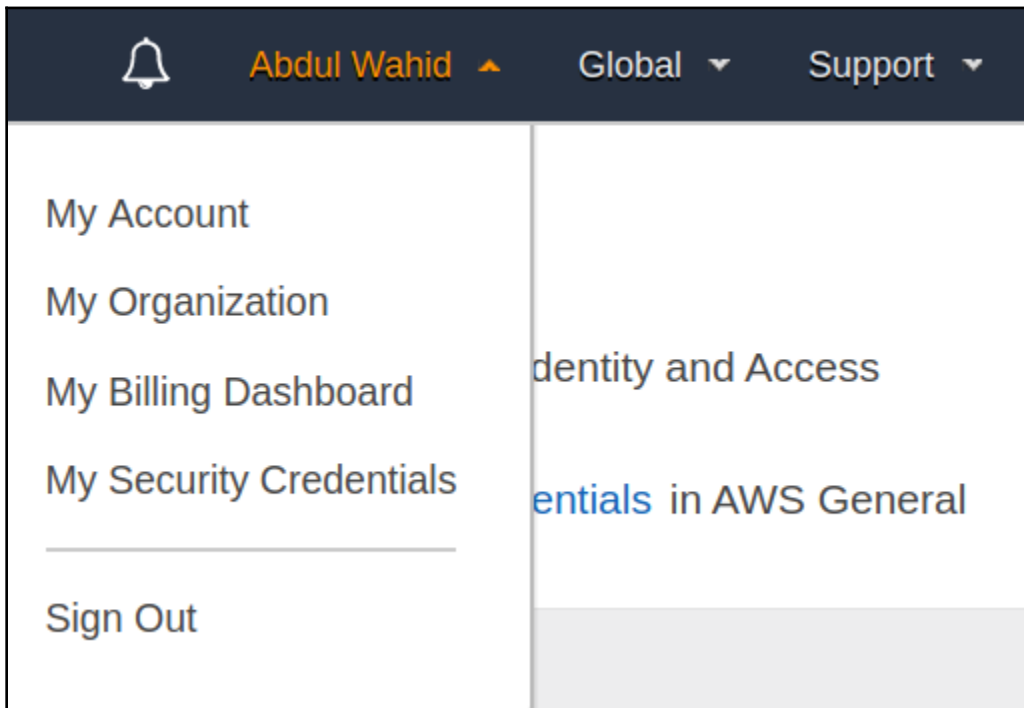 Abdul Wahid Global Support
My Account
My Organization
dentity and Access
My Billing Dashboard
My Security Credentials
entials in AWS General
Sign Out